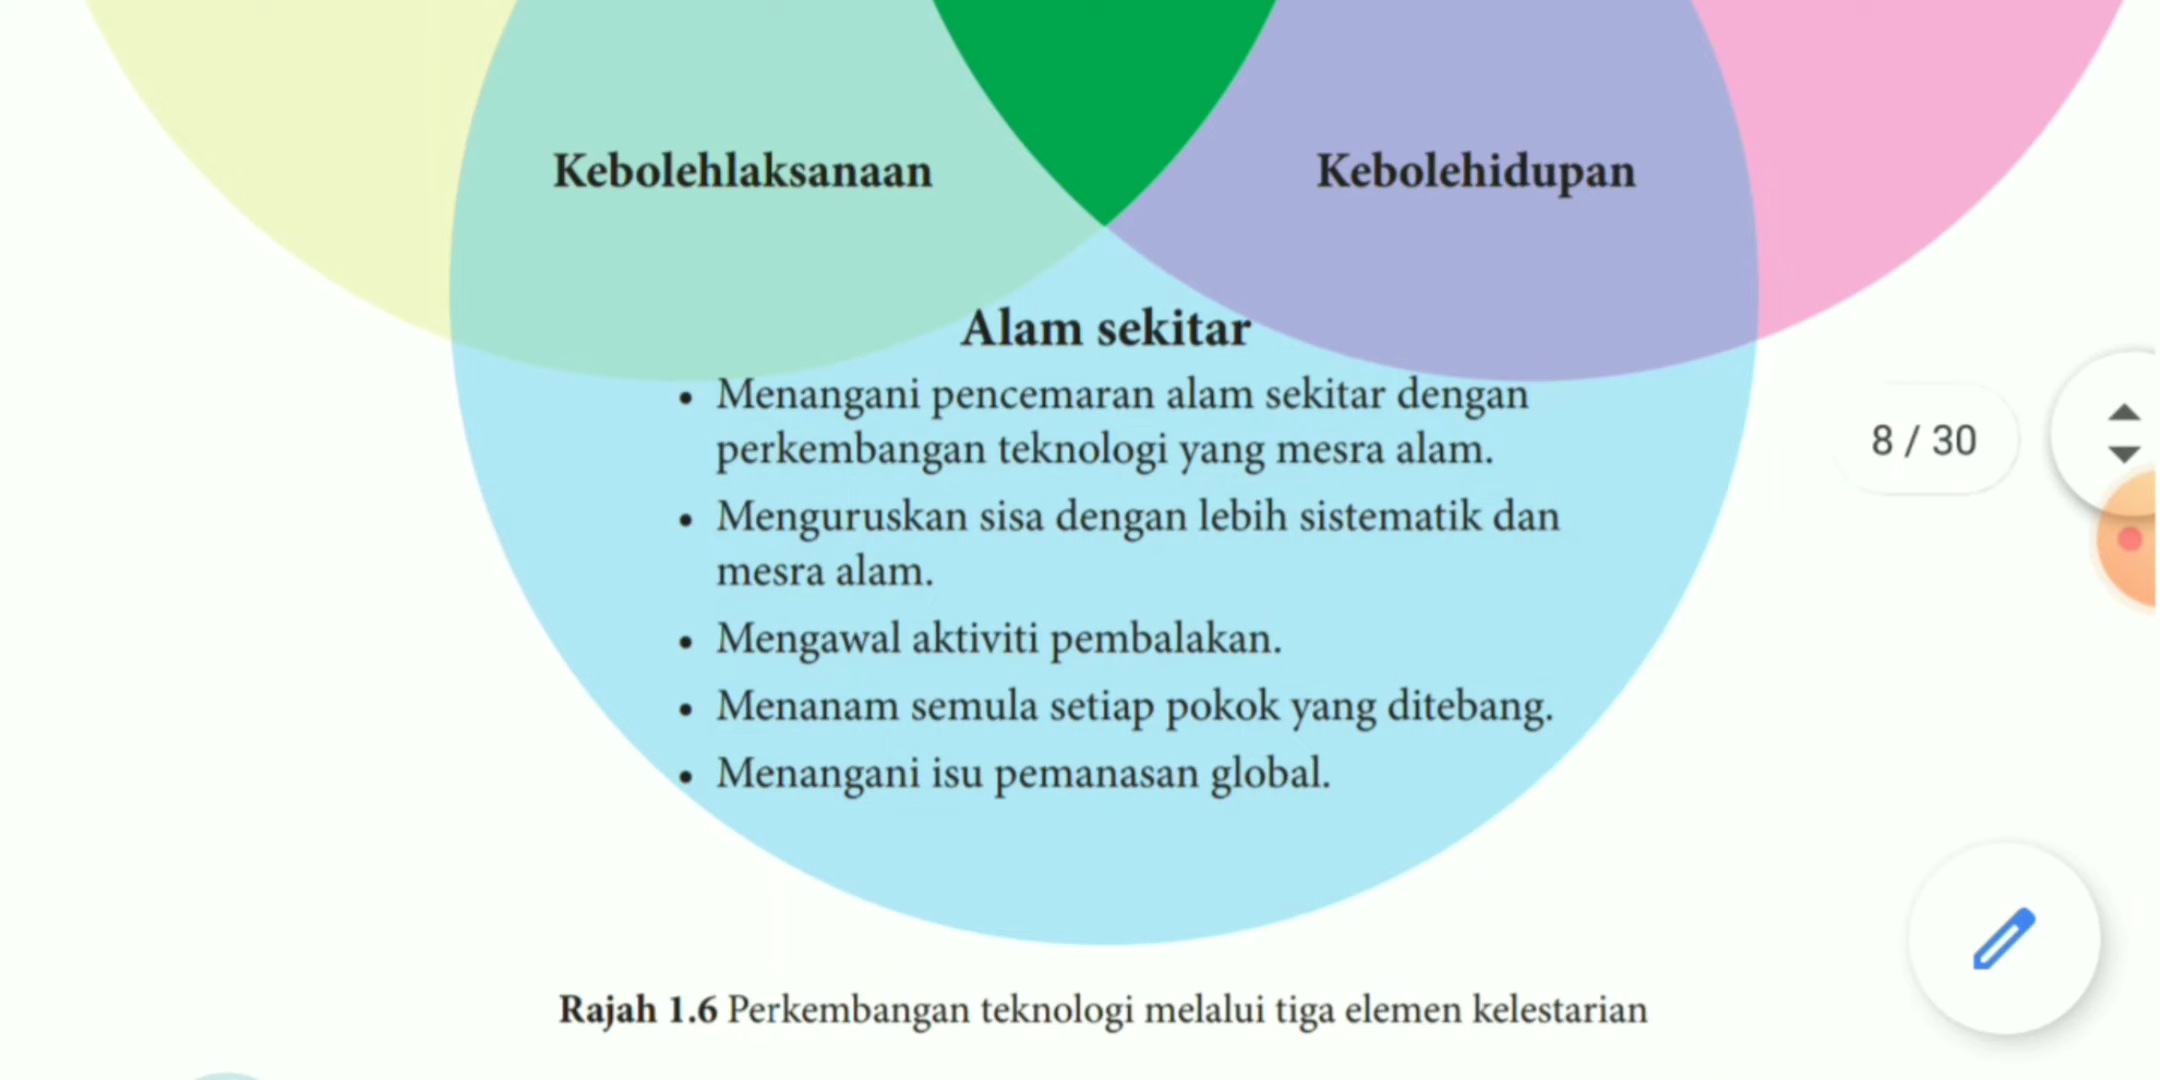 Kebolehlaksanaan
Kebolehidupan
Alam sekitar
• Menangani pencemaran alam sekitar dengan
perkembangan teknologi yang mesra alam.
• Menguruskan sisa dengan lebih sistematik dan
mesra alam.
• Mengawal aktiviti pembalakan.
• Menanam semula setiap pokok yang ditebang.
• Menangani isu pemanasan global.
8 / 30
Rajah 1.6 Perkembangan teknologi melalui tiga elemen kelestarian